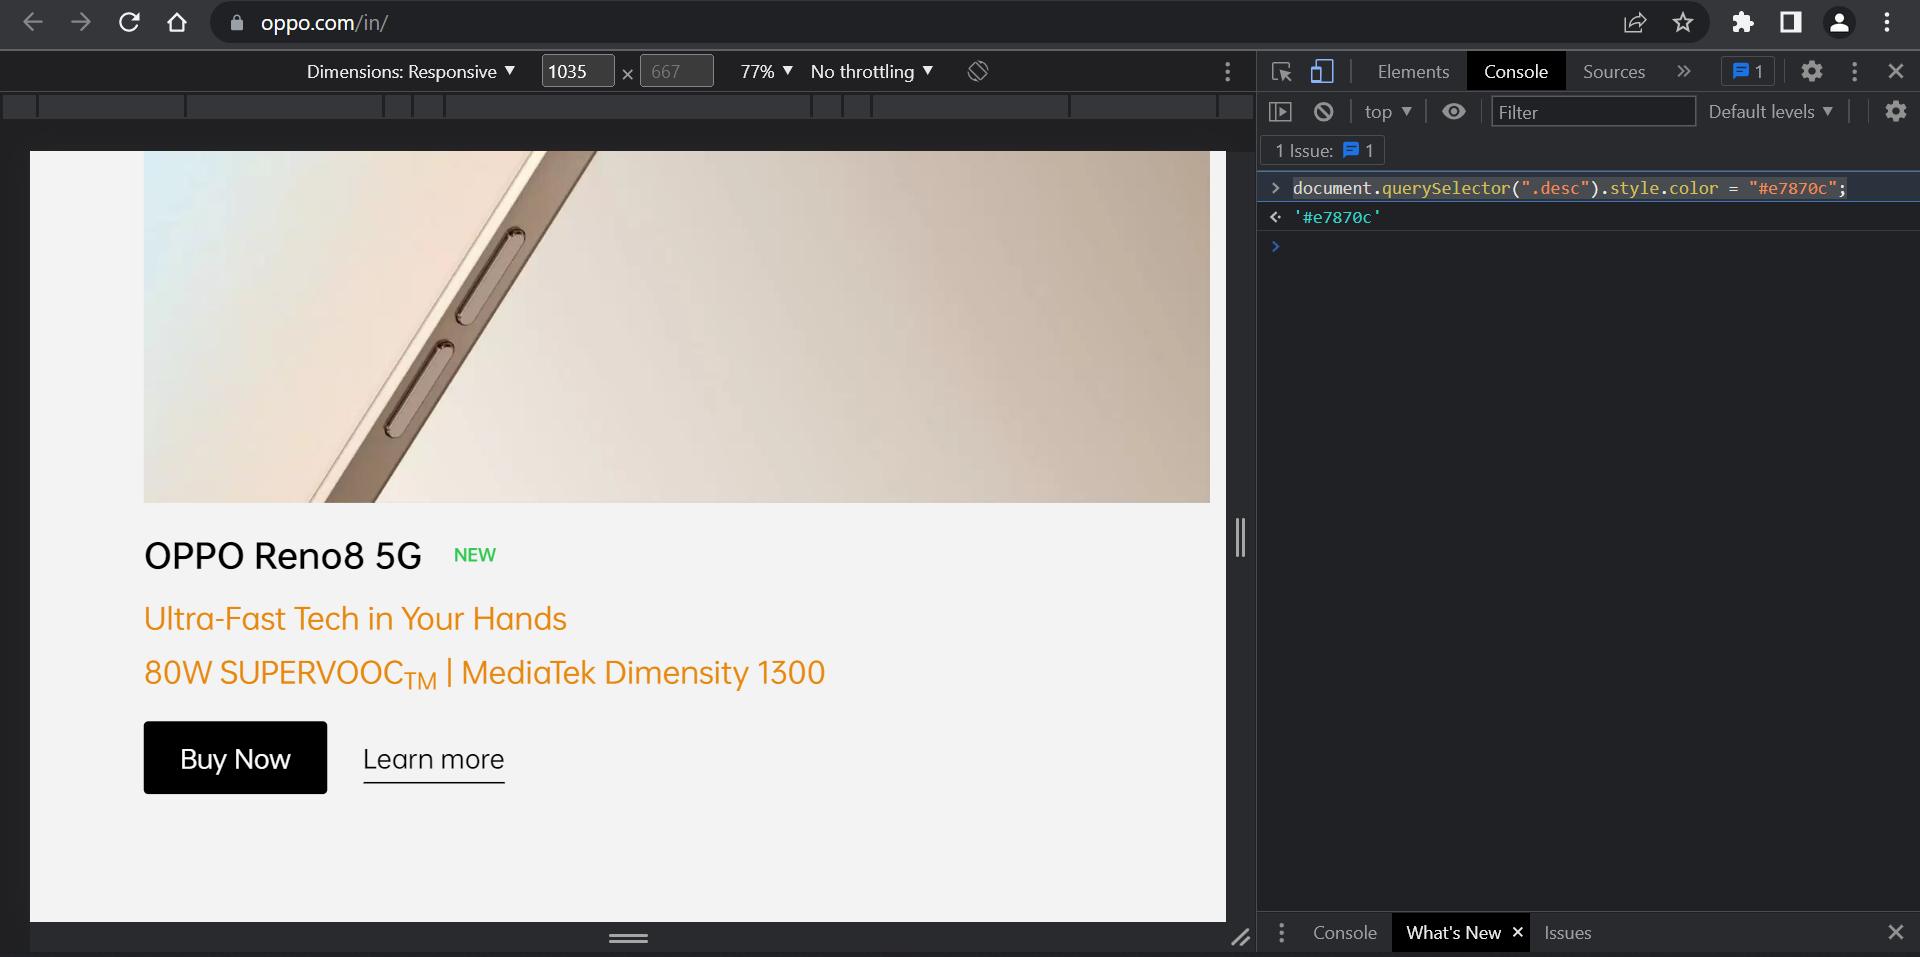 oppo.com/in/
Dimensions: Responsive ▼ 1035 × 667 77% ▼ No throttling ▼
Elements Console Sources » 1
top ▼ Filter Default levels ▼
1 Issue: 1
> document.querySelector(".desc").style.color = "#e7870c";
'#e7870c'
>
OPPO Reno8 5G NEW
Ultra-Fast Tech in Your Hands
80W SUPERVOOCTM | MediaTek Dimensity 1300
Buy Now Learn more
Console What's New × Issues